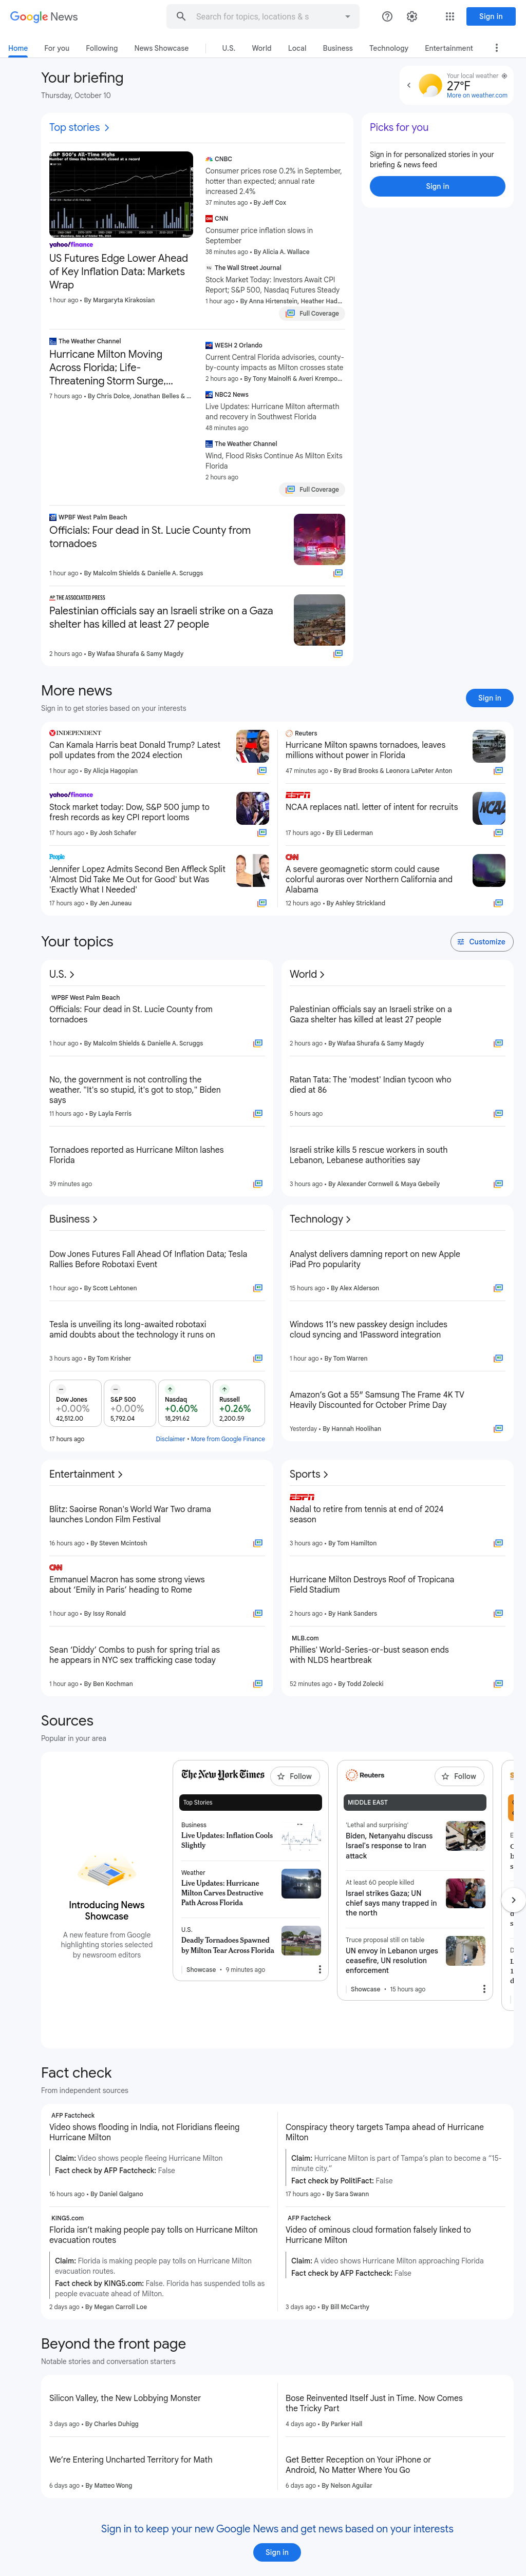 Google News
Search for topics, locations & s
Sign in
Home
For you
Following
News Showcase
U.S.
World
Local
Business
Technology
Entertainment
Your briefing
Thursday, October 10
Your local weather
27°F
More on weather.com
Top stories
Picks for you
Sign in for personalized stories in your
briefing & news feed
Sign in
yahoo/finance
US Futures Edge Lower Ahead
of Key Inflation Data: Markets
Wrap
1 hour ago • By Margaryta Kirakosian
CNBC
Consumer prices rose 0.2% in September,
hotter than expected; annual rate
increased 2.4%
37 minutes ago • By Jeff Cox
CNN
Consumer price inflation slows in
September
38 minutes ago • By Alicia A. Wallace
The Wall Street Journal
Stock Market Today: Investors Await CPI
Report; S&P 500, Nasdaq Futures Steady
1 hour ago • By Anna Hirtenstein, Heather Had...
Full Coverage
The Weather Channel
Hurricane Milton Moving
Across Florida; Life-
Threatening Storm Surge,...
7 hours ago • By Chris Dolce, Jonathan Belles & ...
WESH 2 Orlando
Current Central Florida advisories, county-
by-county impacts as Milton crosses state
2 hours ago • By Tony Mainolfi & Averi Krempo...
NBC2 News
Live Updates: Hurricane Milton aftermath
and recovery in Southwest Florida
48 minutes ago
The Weather Channel
Wind, Flood Risks Continue As Milton Exits
Florida
2 hours ago
Full Coverage
WPBF West Palm Beach
Officials: Four dead in St. Lucie County from
tornadoes
1 hour ago • By Malcolm Shields & Danielle A. Scruggs
AP THE ASSOCIATED PRESS
Palestinian officials say an Israeli strike on a Gaza
shelter has killed at least 27 people
2 hours ago • By Wafaa Shurafa & Samy Magdy
More news
Sign in to get stories based on your interests
Sign in
INDEPENDENT
Can Kamala Harris beat Donald Trump? Latest
poll updates from the 2024 election
1 hour ago • By Alicja Hagopian
Reuters
Hurricane Milton spawns tornadoes, leaves
millions without power in Florida
47 minutes ago • By Brad Brooks & Leonora LaPeter Anton
yahoo/finance
Stock market today: Dow, S&P 500 jump to
fresh records as key CPI report looms
17 hours ago • By Josh Schafer
ESPN
NCAA replaces natl. letter of intent for recruits
17 hours ago • By Eli Lederman
People
Jennifer Lopez Admits Second Ben Affleck Split
'Almost Did Take Me Out for Good' but Was
'Exactly What I Needed'
17 hours ago • By Jen Juneau
CNN
A severe geomagnetic storm could cause
colorful auroras over Northern California and
Alabama
12 hours ago • By Ashley Strickland
Your topics
Customize
U.S.
WPBF West Palm Beach
Officials: Four dead in St. Lucie County from
tornadoes
1 hour ago • By Malcolm Shields & Danielle A. Scruggs
No, the government is not controlling the
weather. "It's so stupid, it's got to stop," Biden
says
11 hours ago • By Layla Ferris
Tornadoes reported as Hurricane Milton lashes
Florida
39 minutes ago
World
Palestinian officials say an Israeli strike on a
Gaza shelter has killed at least 27 people
2 hours ago • By Wafaa Shurafa & Samy Magdy
Ratan Tata: The 'modest' Indian tycoon who
died at 86
5 hours ago
Israeli strike kills 5 rescue workers in south
Lebanon, Lebanese authorities say
3 hours ago • By Alexander Cornwell & Maya Gebeily
Business
Dow Jones Futures Fall Ahead Of Inflation Data; Tesla
Rallies Before Robotaxi Event
1 hour ago • By Scott Lehtonen
Tesla is unveiling its long-awaited robotaxi
amid doubts about the technology it runs on
3 hours ago • By Tom Krisher
Dow Jones
+0.00%
42,512.00
S&P 500
+0.00%
5,792.04
Nasdaq
+0.60%
18,291.62
Russell
+0.26%
2,200.59
17 hours ago
Disclaimer • More from Google Finance
Technology
Analyst delivers damning report on new Apple
iPad Pro popularity
15 hours ago • By Alex Alderson
Windows 11's new passkey design includes
cloud syncing and 1Password integration
1 hour ago • By Tom Warren
Amazon's Got a 55" Samsung The Frame 4K TV
Heavily Discounted for October Prime Day
Yesterday • By Hannah Hoolihan
Entertainment
Blitz: Saoirse Ronan's World War Two drama
launches London Film Festival
16 hours ago • By Steven Mcintosh
CNN
Emmanuel Macron has some strong views
about 'Emily in Paris' heading to Rome
1 hour ago • By Issy Ronald
Sean 'Diddy' Combs to push for spring trial as
he appears in NYC sex trafficking case today
1 hour ago • By Ben Kochman
Sports
ESPN
Nadal to retire from tennis at end of 2024
season
3 hours ago • By Tom Hamilton
Hurricane Milton Destroys Roof of Tropicana
Field Stadium
2 hours ago • By Hank Sanders
MLB.com
Phillies' World-Series-or-bust season ends
with NLDS heartbreak
52 minutes ago • By Todd Zolecki
Sources
Popular in your area
Introducing News
Showcase
A new feature from Google
highlighting stories selected
by newsroom editors
The New York Times
Follow
Top Stories
Business
Live Updates: Inflation Cools
Slightly
Weather
Live Updates: Hurricane
Milton Carves Destructive
Path Across Florida
U.S.
Deadly Tornadoes Spawned
by Milton Tear Across Florida
Showcase • 9 minutes ago
Reuters
Follow
MIDDLE EAST
'Lethal and surprising'
Biden, Netanyahu discuss
Israel's response to Iran
attack
At least 60 people killed
Israel strikes Gaza; UN
chief says many trapped in
the north
Truce proposal still on table
UN envoy in Lebanon urges
ceasefire, UN resolution
enforcement
Showcase • 15 hours ago
Fact check
From independent sources
AFP Factcheck
Video shows flooding in India, not Floridians fleeing
Hurricane Milton
Claim: Video shows people fleeing Hurricane Milton
Fact check by AFP Factcheck: False
16 hours ago • By Daniel Galgano
Conspiracy theory targets Tampa ahead of Hurricane
Milton
Claim: Hurricane Milton is part of Tampa's plan to become a "15-
minute city."
Fact check by PolitiFact: False
17 hours ago • By Sara Swann
KING5.com
Florida isn't making people pay tolls on Hurricane Milton
evacuation routes
Claim: Florida is making people pay tolls on Hurricane Milton
evacuation routes.
Fact check by KING5.com: False. Florida has suspended tolls as
people evacuate ahead of Milton.
2 days ago • By Megan Carroll Loe
AFP Factcheck
Video of ominous cloud formation falsely linked to
Hurricane Milton
Claim: A video shows Hurricane Milton approaching Florida
Fact check by AFP Factcheck: False
3 days ago • By Bill McCarthy
Beyond the front page
Notable stories and conversation starters
Silicon Valley, the New Lobbying Monster
3 days ago • By Charles Duhigg
Bose Reinvented Itself Just in Time. Now Comes
the Tricky Part
4 days ago • By Parker Hall
We're Entering Uncharted Territory for Math
6 days ago • By Matteo Wong
Get Better Reception on Your iPhone or
Android, No Matter Where You Go
6 days ago • By Nelson Aguilar
Sign in to keep your new Google News and get news based on your interests
Sign in